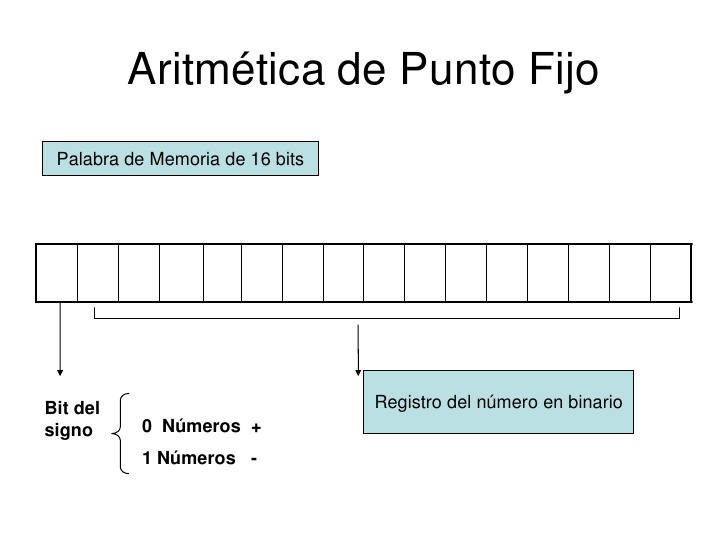 Aritmética de Punto Fijo
Palabra de Memoria de 16 bits
Registro del número en binario
Bit del
signo
0  Números  +
1 Números   -